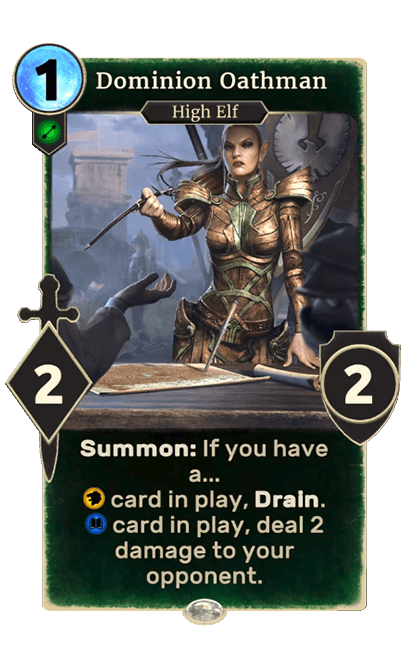 1
Dominion Oathman
High Elf
2
2
Summon: If you have
a...
card in play, Drain.
card in play, deal 2
damage to your
opponent.